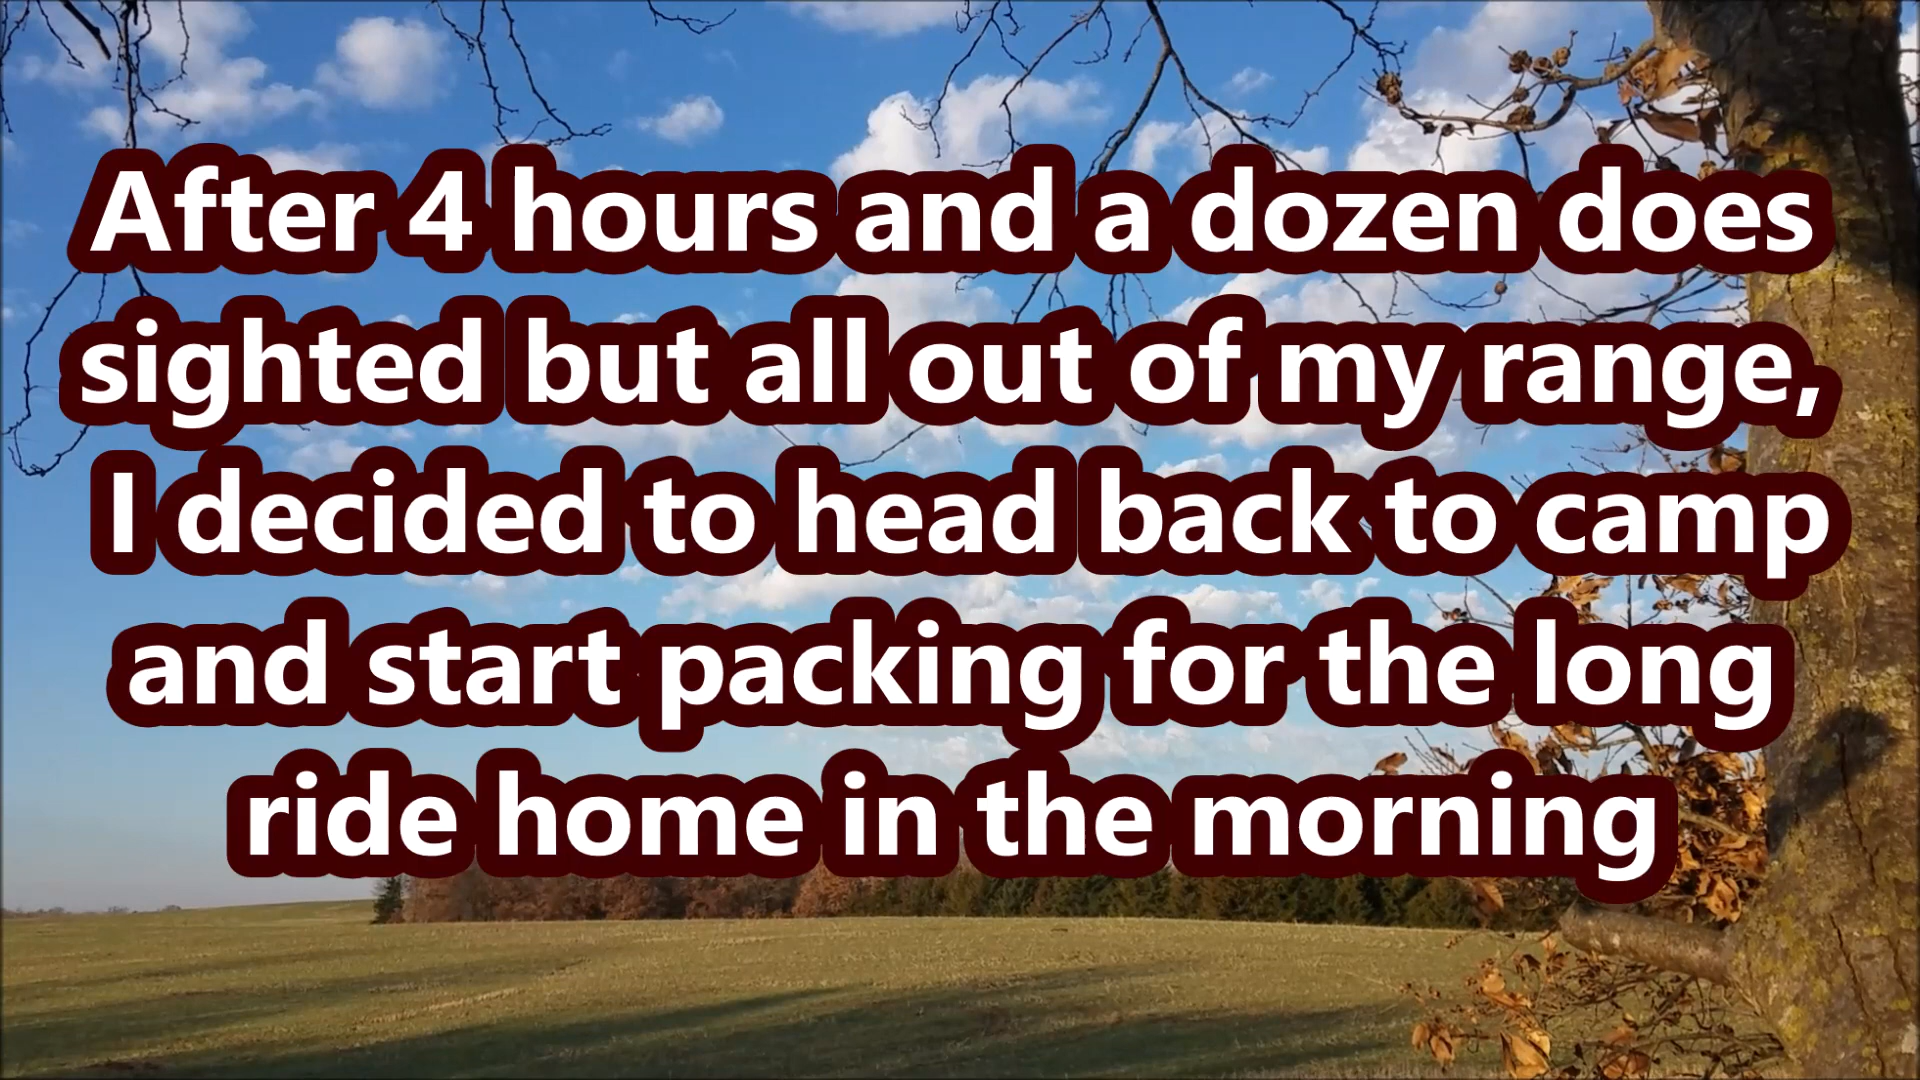 After 4 hours and a dozen does
sighted but all out of my range,
I decided to head back to camp
and start packing for the long
ride home in the morning